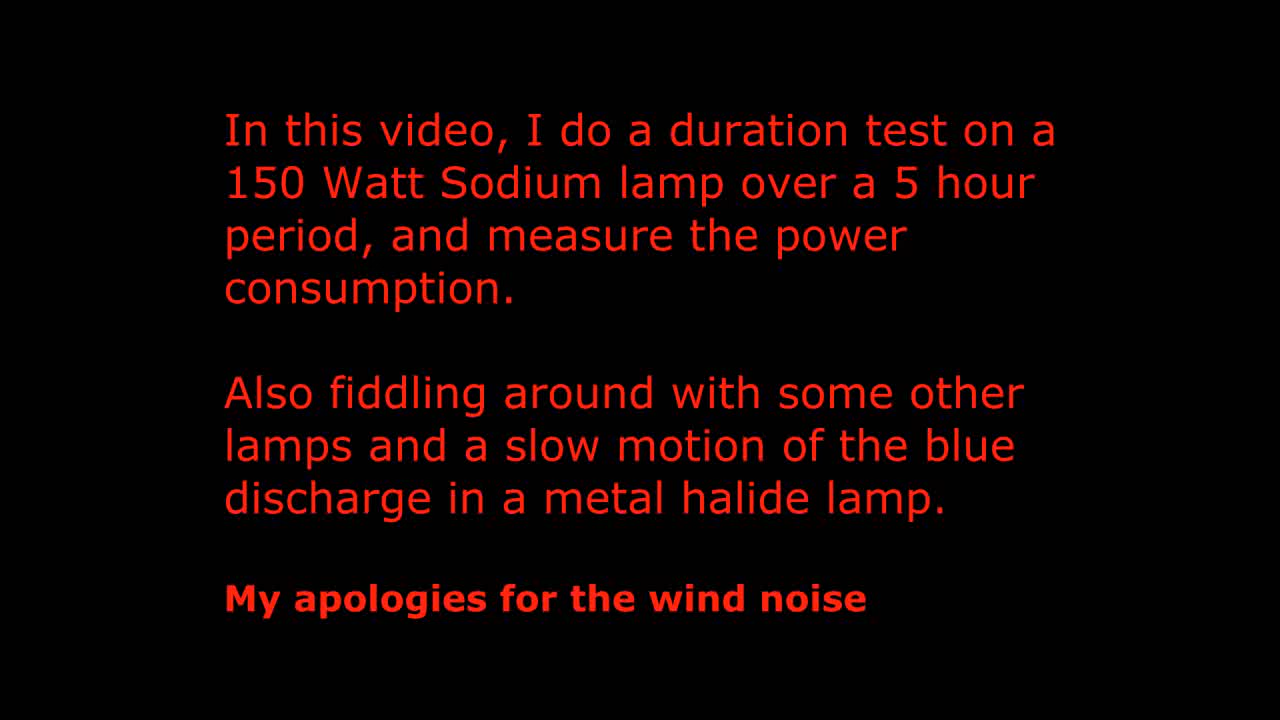 In this video, I do a duration test on a
150 Watt Sodium lamp over a 5 hour
period, and measure the power
consumption.
Also fiddling around with some other
lamps and a slow motion of the blue
discharge in a metal halide lamp.
My apologies for the wind noise